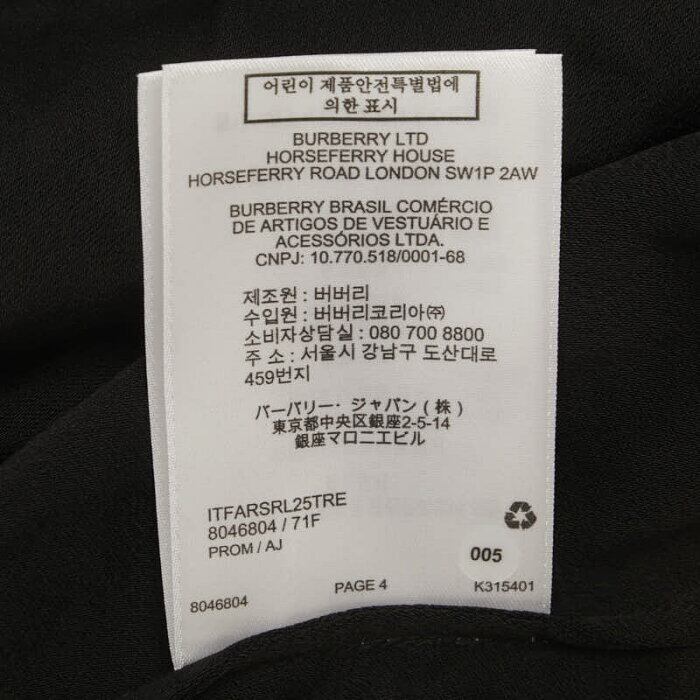 어린이 제품안전특별법에
의한 표시
BURBERRY LTD
HORSEFERRY HOUSE
HORSEFERRY ROAD LONDON SW1P 2AW
BURBERRY BRASIL COMÉRCIO
DE ARTIGOS DE VESTUÁRIO E
ACESSÓRIOS LTDA.
CNPJ: 10.770.518/0001-68
제조원 : 버버리
수입원 : 버버리코리아㈜
소비자상담실 : 080 700 8800
주 소 : 서울시 강남구 도산대로
459번지
バーバリー・ジャパン(株)
東京都中央区銀座2-5-14
銀座マロニエビル
ITFARSRL25TRE
8046804 / 71F
PROM / AJ
005
8046804
PAGE 4
K315401